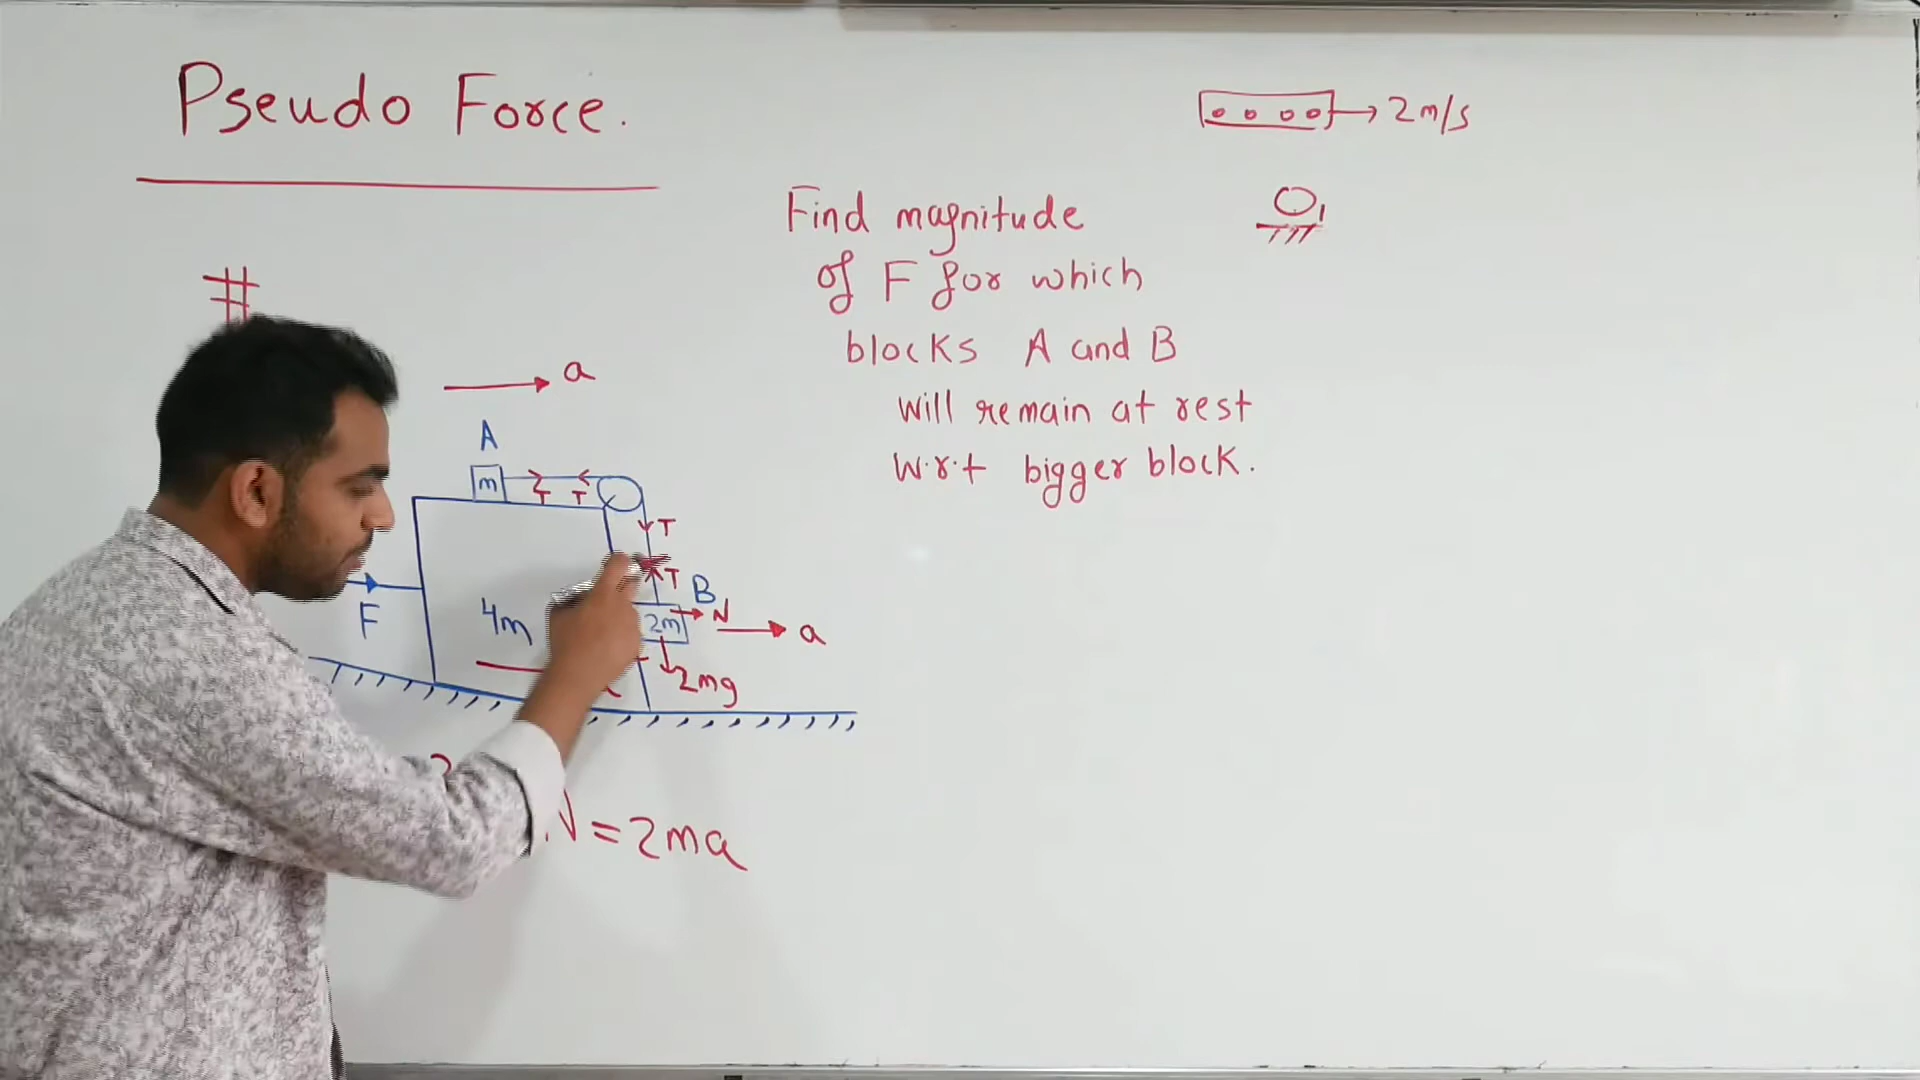 Pseudo Force.
2m/s
Find magnitude
of F for which
blocks A and B
will remain at rest
w.r.t bigger block.
#
a
A
m
T T
T
T
B
N
F
4m
2m
a
2mg
N = 2ma